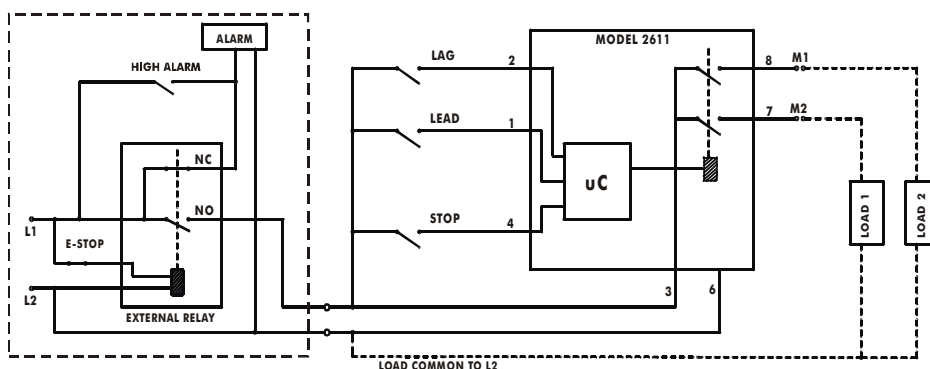 ALARM
HIGH ALARM
NC
NO
L1
E-STOP
L2
EXTERNAL RELAY
MODEL 2611
LAG 2
LEAD 1
STOP 4
uC
8 M1
7 M2
3
6
LOAD 1
LOAD 2
LOAD COMMON TO L2